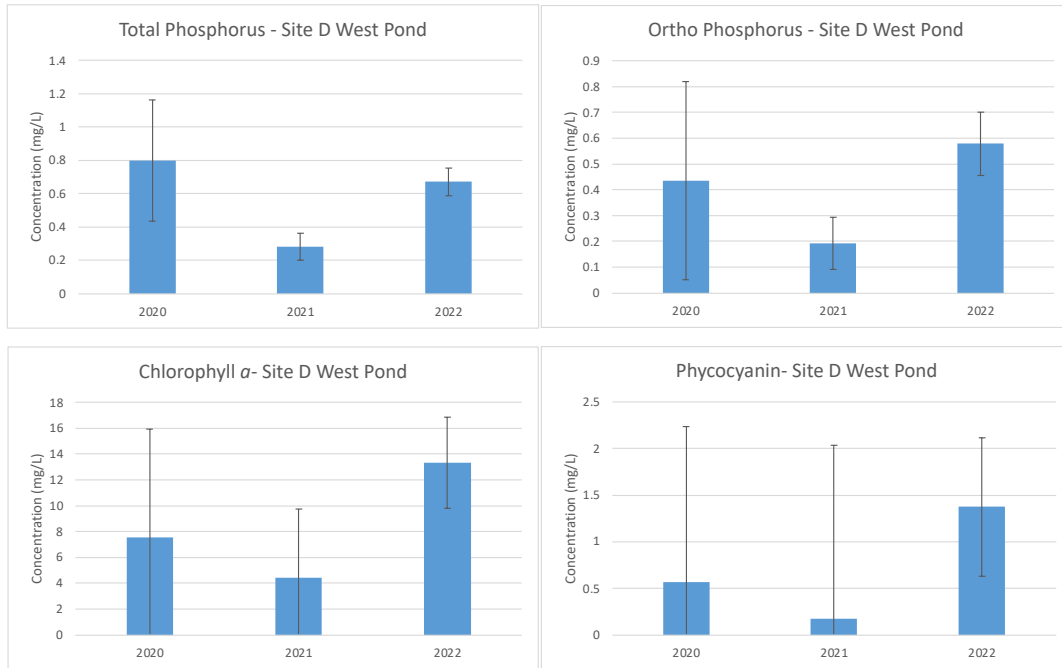 Total Phosphorus - Site D West Pond
Concentration (mg/L)
1.4
1.2
1
0.8
0.6
0.4
0.2
0
2020 2021 2022
Ortho Phosphorus - Site D West Pond
Concentration (mg/L)
0.9
0.8
0.7
0.6
0.5
0.4
0.3
0.2
0.1
0
2020 2021 2022
Chlorophyll a- Site D West Pond
Concentration (mg/L)
18
16
14
12
10
8
6
4
2
0
2020 2021 2022
Phycocyanin- Site D West Pond
Concentration (mg/L)
2.5
2
1.5
1
0.5
0
2020 2021 2022